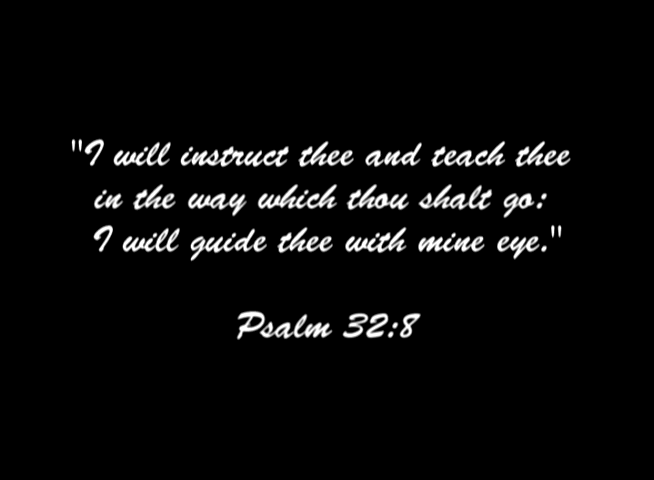 "I will instruct thee and teach thee
in the way which thou shalt go:
I will guide thee with mine eye."
Psalm 32:8